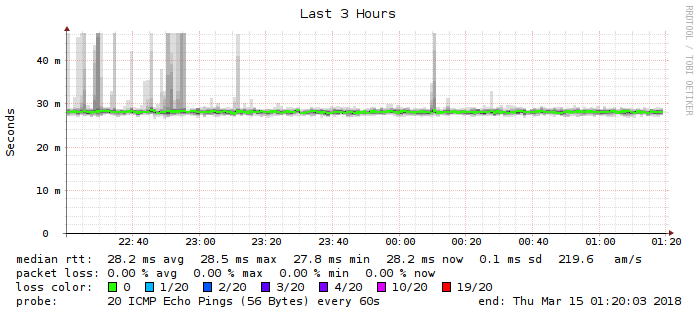 Last 3 Hours
RRDTOOL / TOBI OETIKER
Seconds
40 m
30 m
20 m
10 m
0
22:40 23:00 23:20 23:40 00:00 00:20 00:40 01:00 01:20
median rtt: 28.2 ms avg 28.5 ms max 27.8 ms min 28.2 ms now 0.1 ms sd 219.6 am/s
packet loss: 0.00 % avg 0.00 % max 0.00 % min 0.00 % now
loss color: 0 1/20 2/20 3/20 4/20 10/20 19/20
probe: 20 ICMP Echo Pings (56 Bytes) every 60s end: Thu Mar 15 01:20:03 2018